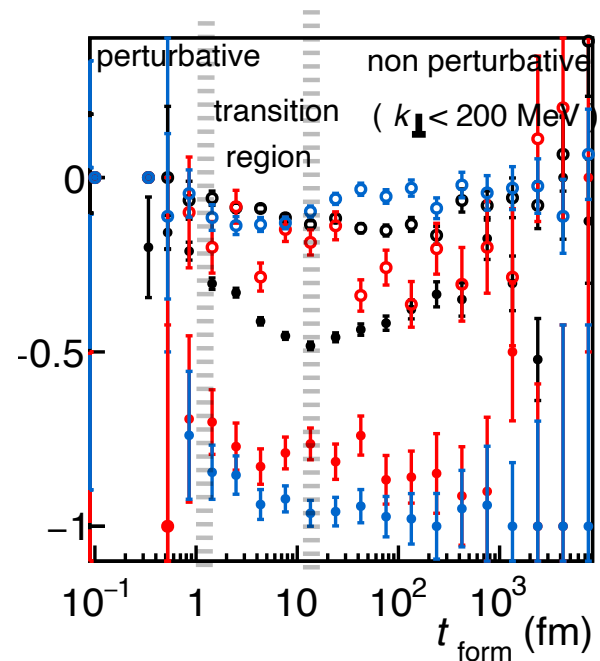 perturbative
non perturbative
transition
( k⊥ < 200 MeV )
region
0
-0.5
−1
10⁻¹
1
10
10²
10³
t form (fm)